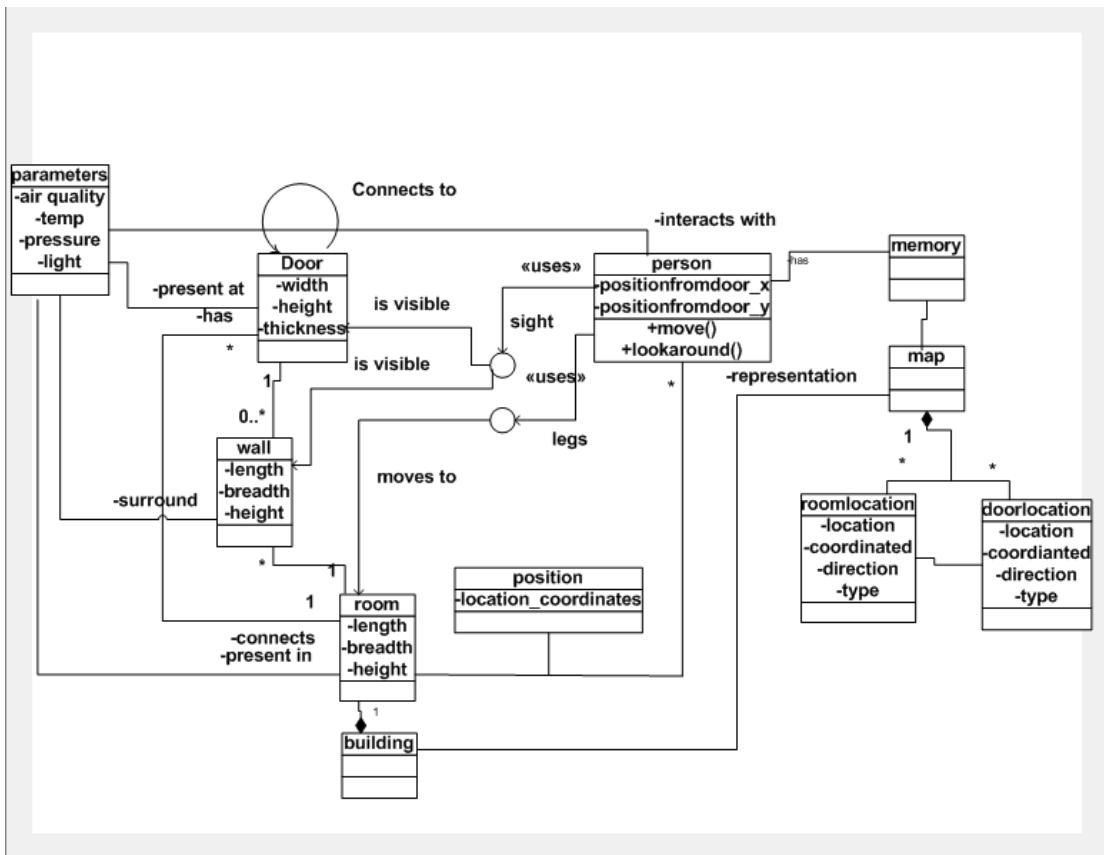 parameters
-air quality
-temp
-pressure
-light
Connects to
-interacts with
Door
-width
-height
-thickness
-present at
-has
*
is visible
is visible
«uses»
sight
«uses»
legs
person
-positionfromdoor_x
-positionfromdoor_y
+move()
+lookaround()
*
-has
memory
map
-representation
1
*
*
roomlocation
-location
-coordinated
-direction
-type
doorlocation
-location
-coordianted
-direction
-type
1
0..*
wall
-length
-breadth
-height
-surround
moves to
*
1
1
room
-length
-breadth
-height
-connects
-present in
position
-location_coordinates
1
building